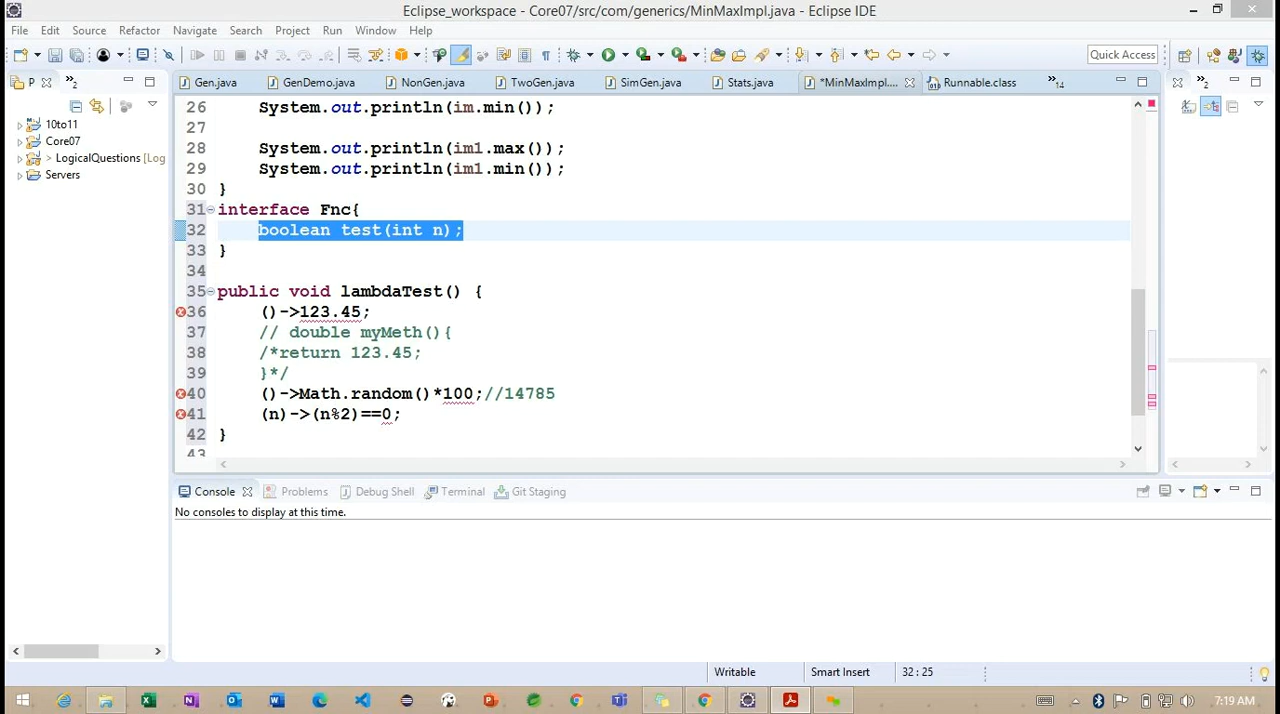 Eclipse_workspace - Core07/src/com/generics/MinMaxImpl.java - Eclipse IDE
File Edit Source Refactor Navigate Search Project Run Window Help
Quick Access
P 2 Gen.java GenDemo.java NonGen.java TwoGen.java SimGen.java Stats.java *MinMaxImpl.... Runnable.class 14 2
10to11
Core07
> LogicalQuestions [Log
Servers
26 System.out.println(im.min());
27
28 System.out.println(im1.max());
29 System.out.println(im1.min());
30 }
31 interface Fnc{
32 boolean test(int n);
33 }
34
35 public void lambdaTest() {
36 ()->123.45;
37 // double myMeth(){
38 /*return 123.45;
39 }*/
40 ()->Math.random()*100;//14785
41 (n)->(n%2)==0;
42 }
43
Console Problems Debug Shell Terminal Git Staging
No consoles to display at this time.
Writable Smart Insert 32 : 25
7:19 AM